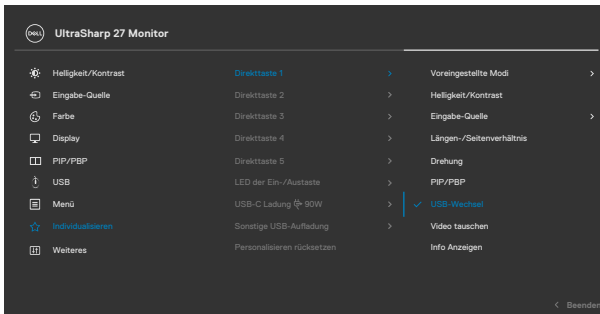 DELL UltraSharp 27 Monitor
Helligkeit/Kontrast
Eingabe-Quelle
Farbe
Display
PIP/PBP
USB
Menü
Individualisieren
Weiteres
Direkttaste 1
Direkttaste 2
Direkttaste 3
Direkttaste 4
Direkttaste 5
LED der Ein-/Austaste
USB-C Ladung 90W
Sonstige USB-Aufladung
Personalisieren rücksetzen
Voreingestellte Modi
Helligkeit/Kontrast
Eingabe-Quelle
Längen-/Seitenverhältnis
Drehung
PIP/PBP
USB-Wechsel
Video tauschen
Info Anzeigen
Beenden